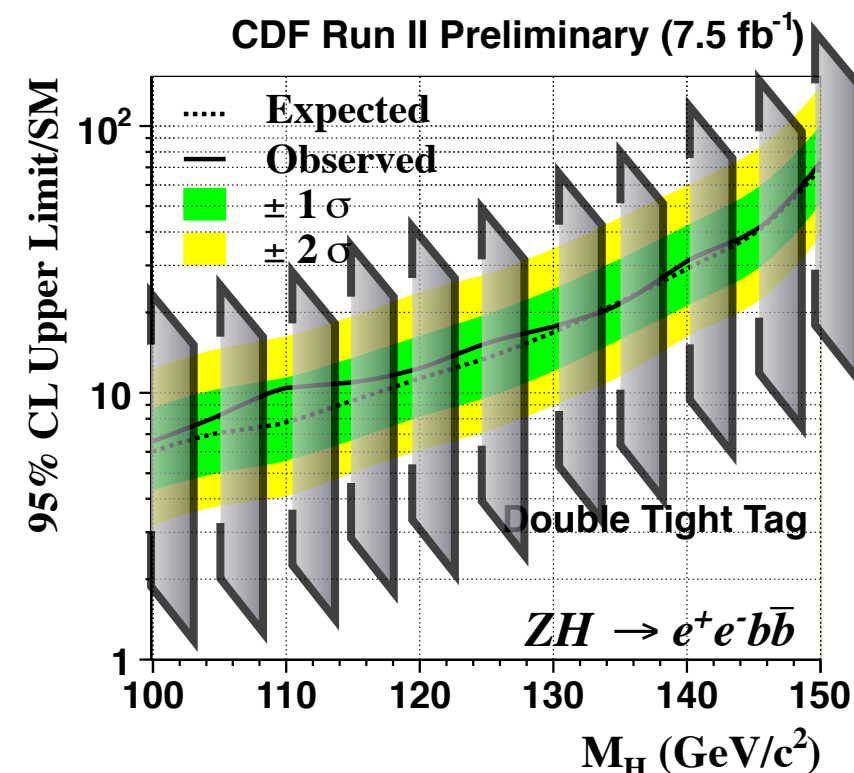 CDF Run II Preliminary (7.5 fb⁻¹)
95% CL Upper Limit/SM
10²
10
1
Expected
Observed
± 1 σ
± 2 σ
Double Tight Tag
ZH → e⁺e⁻bb̅
100 110 120 130 140 150
M_H (GeV/c²)